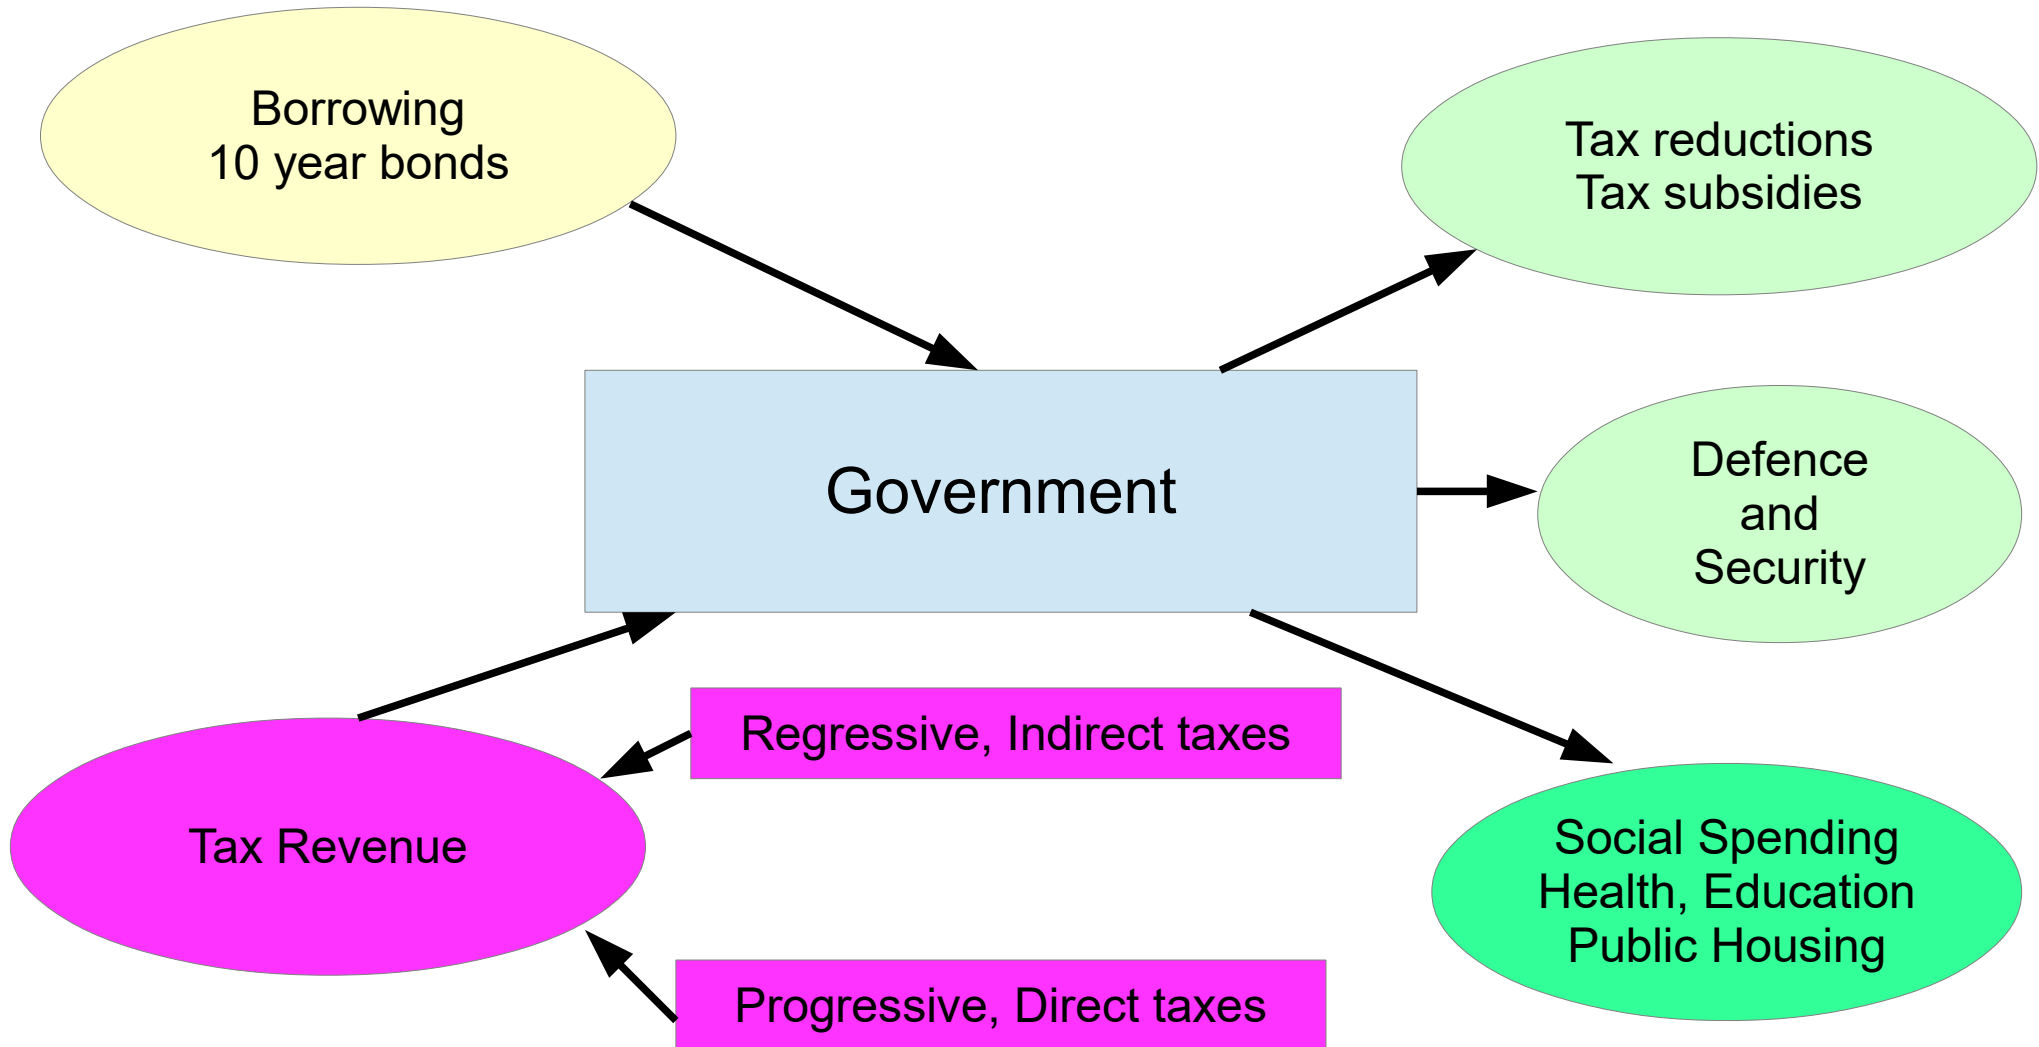 Borrowing
10 year bonds
Tax reductions
Tax subsidies
Government
Defence
and
Security
Regressive, Indirect taxes
Tax Revenue
Social Spending
Health, Education
Public Housing
Progressive, Direct taxes